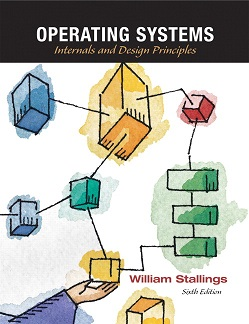 OPERATING SYSTEMS
Internals and Design Principles
William Stallings
Sixth Edition